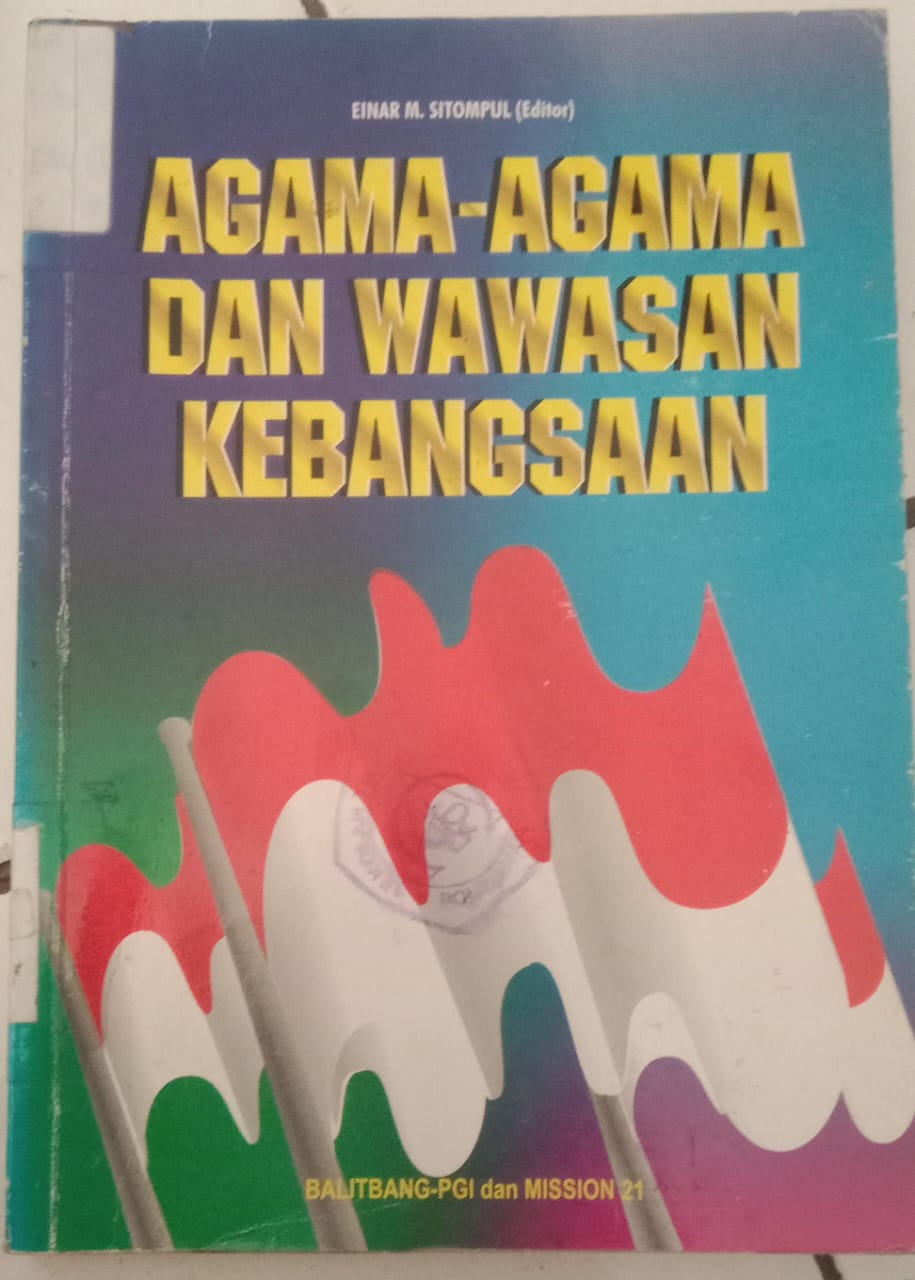 EINAR M. SITOMPUL (Editor)
AGAMA-AGAMA
DAN WAWASAN
KEBANGSAAN
BALITBANG-PGI dan MISSION 21